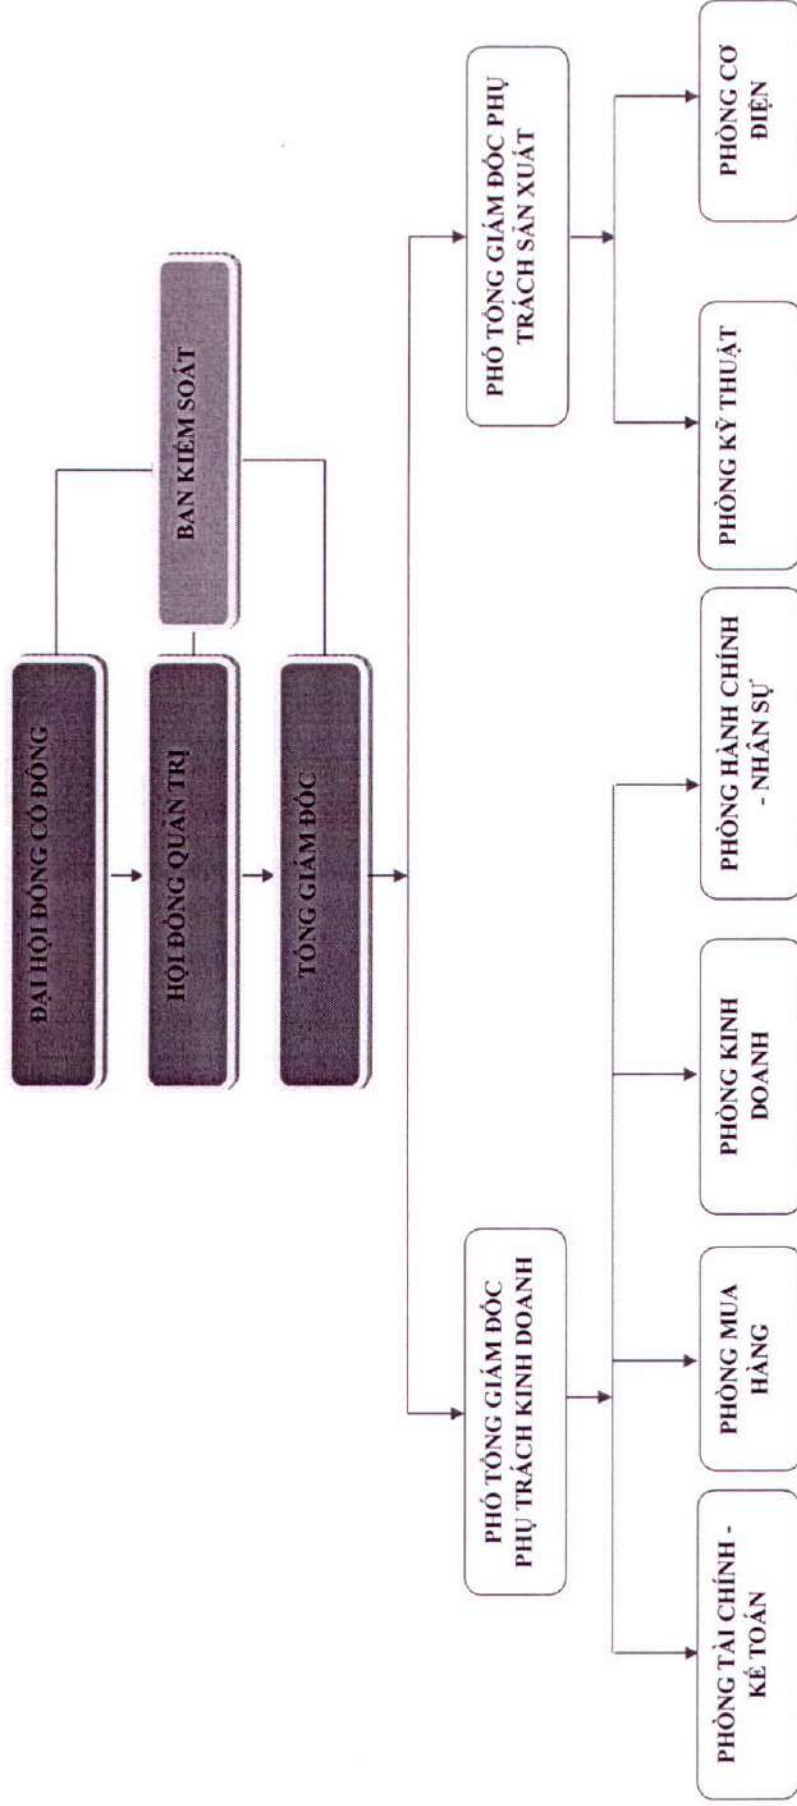 ĐẠI HỘI ĐỒNG CỔ ĐÔNG
BAN KIỂM SOÁT
HỘI ĐỒNG QUẢN TRỊ
TỔNG GIÁM ĐỐC
PHÓ TỔNG GIÁM ĐỐC
PHỤ TRÁCH KINH DOANH
PHÓ TỔNG GIÁM ĐỐC PHỤ
TRÁCH SẢN XUẤT
PHÒNG TÀI CHÍNH -
KẾ TOÁN
PHÒNG MUA
HÀNG
PHÒNG KINH
DOANH
PHÒNG HÀNH CHÍNH
- NHÂN SỰ
PHÒNG KỸ THUẬT
PHÒNG CƠ
ĐIỆN